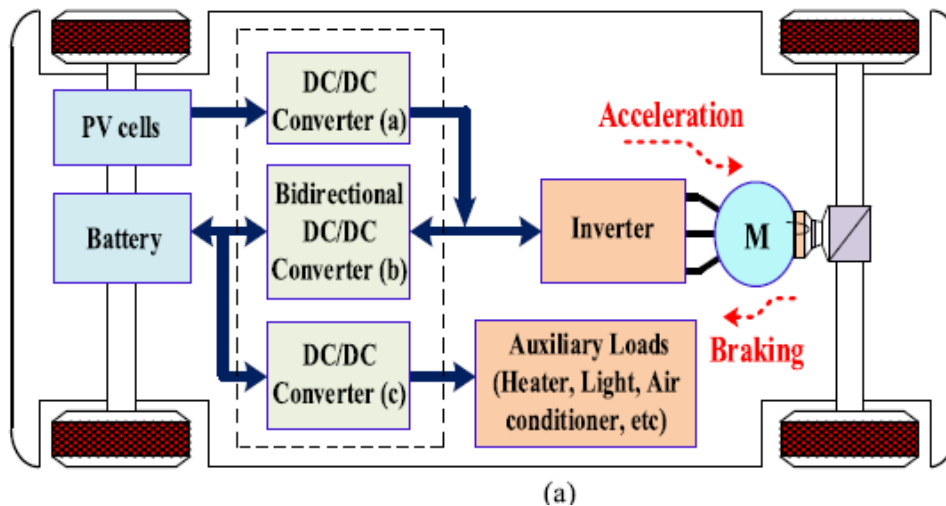 PV cells
Battery
DC/DC
Converter (a)
Bidirectional
DC/DC
Converter (b)
DC/DC
Converter (c)
Acceleration
Inverter
M
Braking
Auxiliary Loads
(Heater, Light, Air
conditioner, etc)
(a)